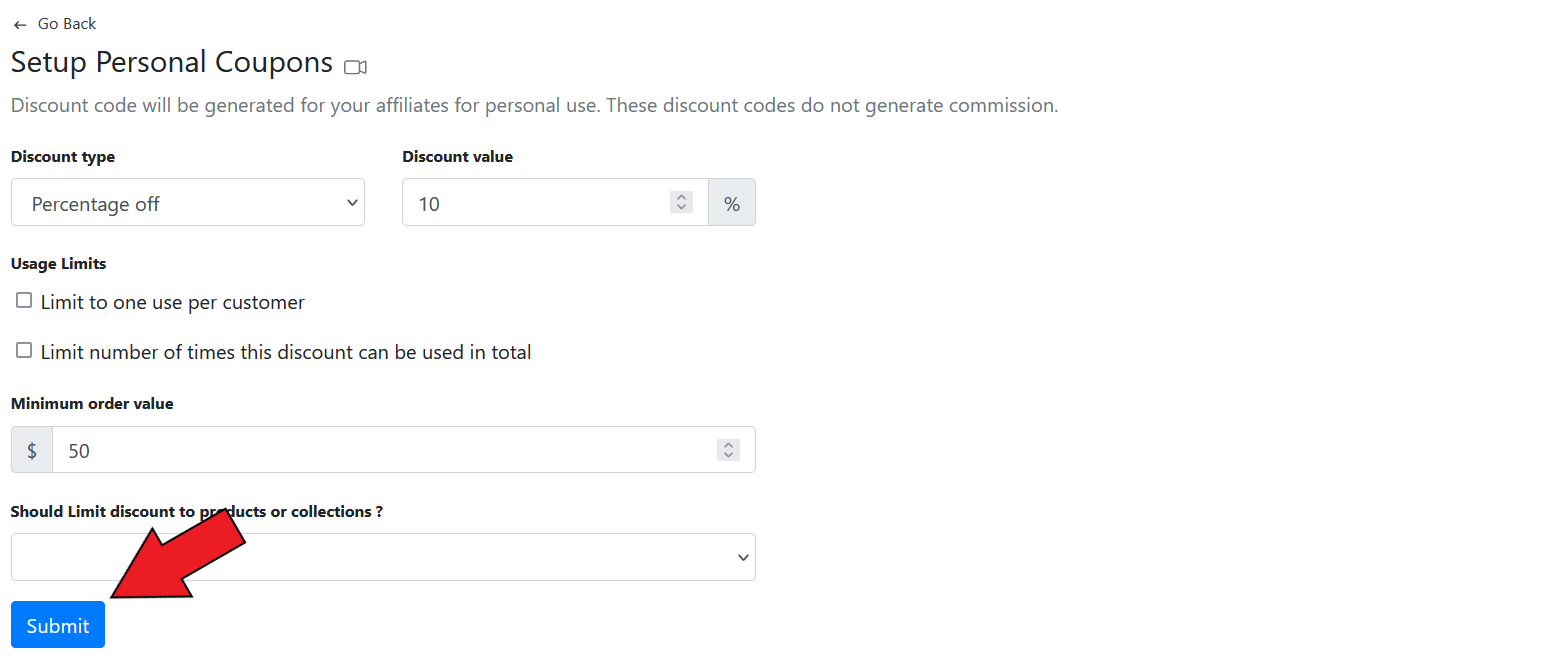 ← Go Back
Setup Personal Coupons
Discount code will be generated for your affiliates for personal use. These discount codes do not generate commission.
Discount type Discount value
Percentage off 10 %
Usage Limits
Limit to one use per customer
Limit number of times this discount can be used in total
Minimum order value
$ 50
Should Limit discount to products or collections ?
Submit